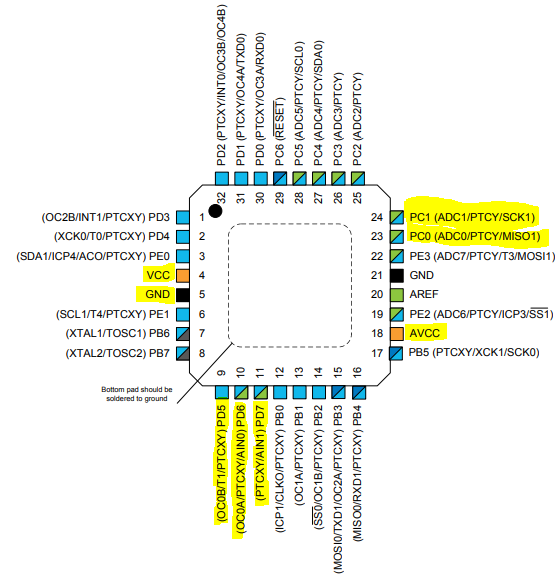 PD2 (PTCXY/INT0/OC3B/OC4B)
PD1 (PTCXY/OC4A/TXD0)
PD0 (PTCXY/OC3A/RXD0)
PC6 (RESET)
PC5 (ADC5/PTCY/SCL0)
PC4 (ADC4/PTCY/SDA0)
PC3 (ADC3/PTCY)
PC2 (ADC2/PTCY)
32
31
30
29
28
27
26
25
(OC2B/INT1/PTCXY) PD3 1
(XCK0/T0/PTCXY) PD4 2
(SDA1/ICP4/ACO/PTCXY) PE0 3
VCC 4
GND 5
(SCL1/T4/PTCXY) PE1 6
(XTAL1/TOSC1) PB6 7
(XTAL2/TOSC2) PB7 8
24 PC1 (ADC1/PTCY/SCK1)
23 PC0 (ADC0/PTCY/MISO1)
22 PE3 (ADC7/PTCY/T3/MOSI1)
21 GND
20 AREF
19 PE2 (ADC6/PTCY/ICP3/SS1)
18 AVCC
17 PB5 (PTCXY/XCK1/SCK0)
Bottom pad should be
soldered to ground
9
10
11
12
13
14
15
16
(OC0B/T1/PTCXY) PD5
(OC0A/PTCXY/AIN0) PD6
(PTCXY/AIN1) PD7
(ICP1/CLKO/PTCXY) PB0
(OC1A/PTCXY) PB1
(SS0/OC1B/PTCXY) PB2
(MOSI0/TXD1/OC2A/PTCXY) PB3
(MISO0/RXD1/PTCXY) PB4